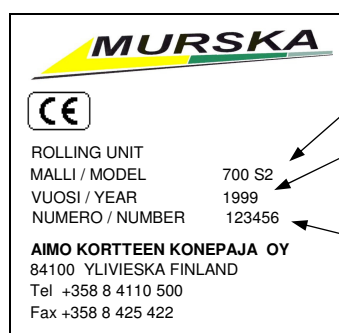 MURSKA
CE
ROLLING UNIT
MALLI / MODEL 700 S2
VUOSI / YEAR 1999
NUMERO / NUMBER 123456
AIMO KORTTEEN KONEPAJA OY
84100 YLIVIESKA FINLAND
Tel +358 8 4110 500
Fax +358 8 425 422